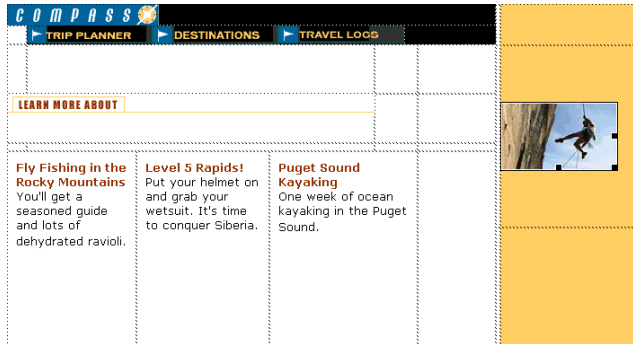 COMPASS
TRIP PLANNER DESTINATIONS TRAVEL LOGS
LEARN MORE ABOUT
Fly Fishing in the
Rocky Mountains
You'll get a
seasoned guide
and lots of
dehydrated ravioli.
Level 5 Rapids!
Put your helmet on
and grab your
wetsuit. It's time
to conquer Siberia.
Puget Sound
Kayaking
One week of ocean
kayaking in the Puget
Sound.